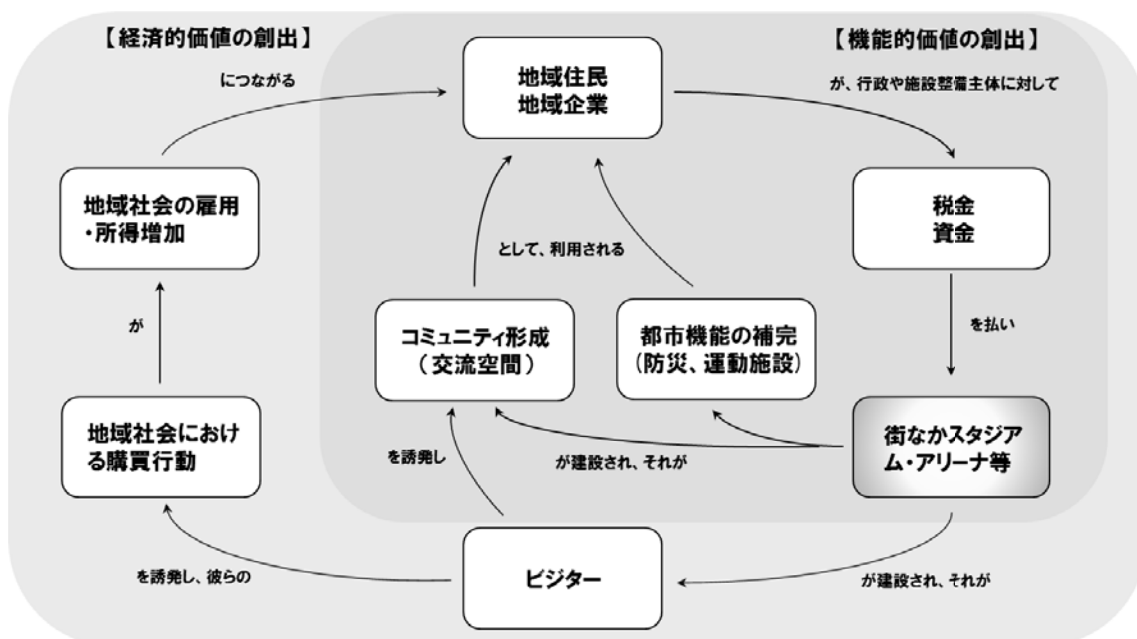 【経済的価値の創出】
【機能的価値の創出】
につながる
地域住民
地域企業
が、行政や施設整備主体に対して
地域社会の雇用
・所得増加
税金
資金
として、利用される
が
コミュニティ形成
（交流空間）
都市機能の補完
（防災、運動施設）
を払い
地域社会におけ
る購買行動
を誘発し
が建設され、それが
街なかスタジア
ム・アリーナ等
を誘発し、彼らの
ビジター
が建設され、それが